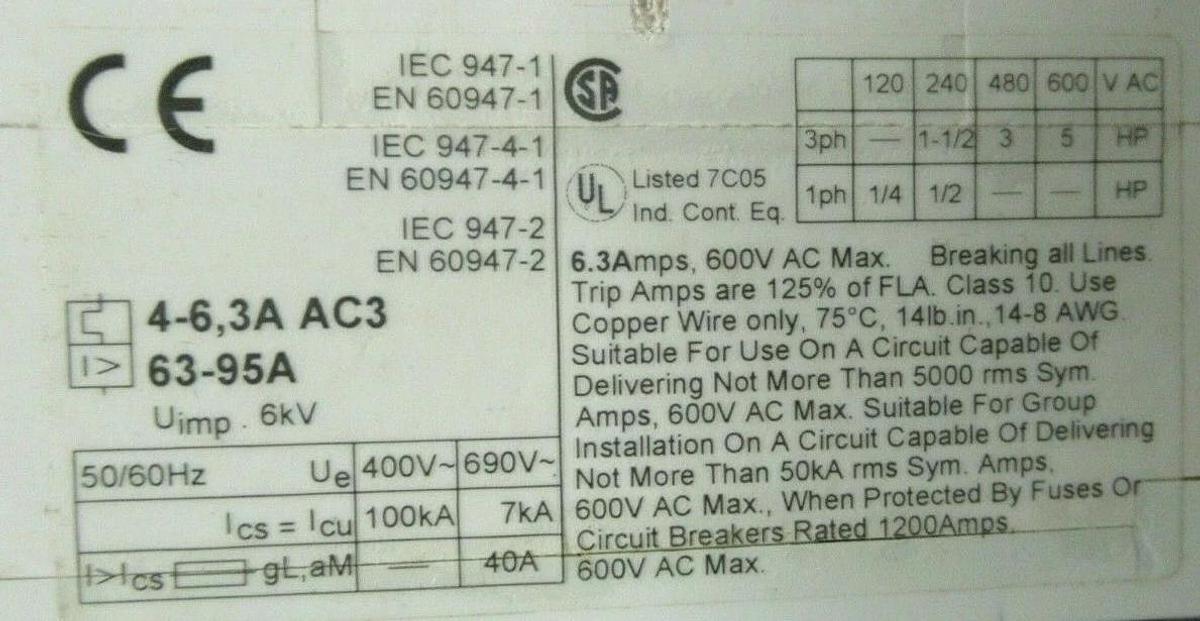 CE
IEC 947-1
EN 60947-1
IEC 947-4-1
EN 60947-4-1
IEC 947-2
EN 60947-2
4-6,3A AC3
I> 63-95A
Uimp . 6kV
50/60Hz Ue 400V~ 690V~
Ics = Icu 100kA 7kA
I>Ics gL,aM — 40A
SA
UL Listed 7C05
Ind. Cont. Eq.
120 240 480 600 V AC
3ph — 1-1/2 3 5 HP
1ph 1/4 1/2 — — HP
6.3Amps, 600V AC Max. Breaking all Lines.
Trip Amps are 125% of FLA. Class 10. Use
Copper Wire only, 75°C, 14lb.in.,14-8 AWG.
Suitable For Use On A Circuit Capable Of
Delivering Not More Than 5000 rms Sym.
Amps, 600V AC Max. Suitable For Group
Installation On A Circuit Capable Of Delivering
Not More Than 50kA rms Sym. Amps,
600V AC Max., When Protected By Fuses Or
Circuit Breakers Rated 1200Amps.
600V AC Max.